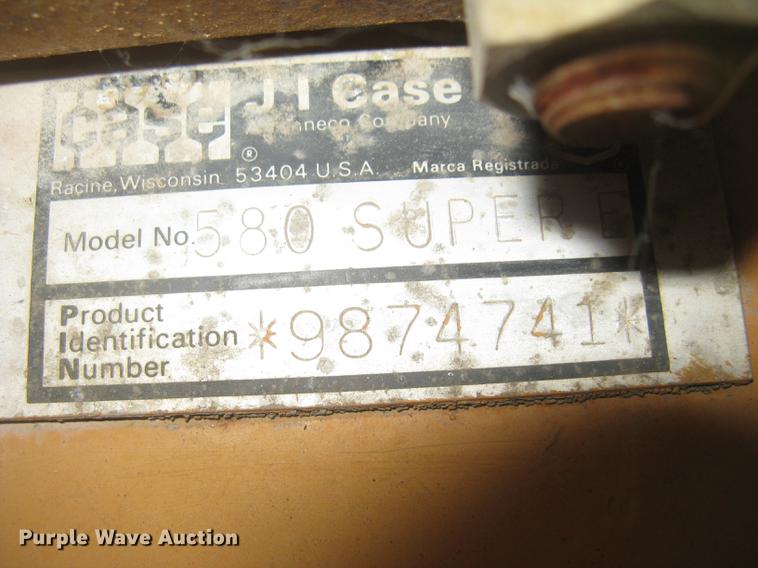 case
J I Case
A Tenneco Company
®
Racine, Wisconsin 53404 U.S.A. Marca Registrada
Model No. 580 SUPER E
Product
Identification
Number *9874741*
Purple Wave Auction